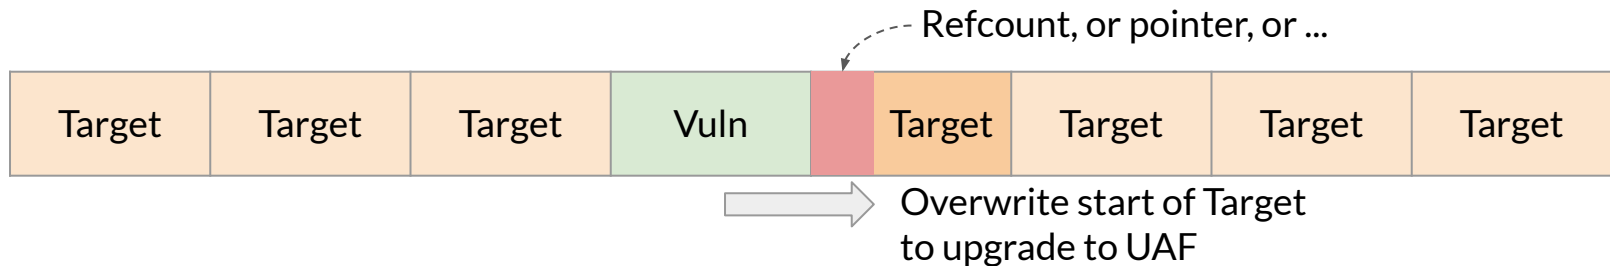 Refcount, or pointer, or ...
Target Target Target Vuln Target Target Target Target
Overwrite start of Target
to upgrade to UAF